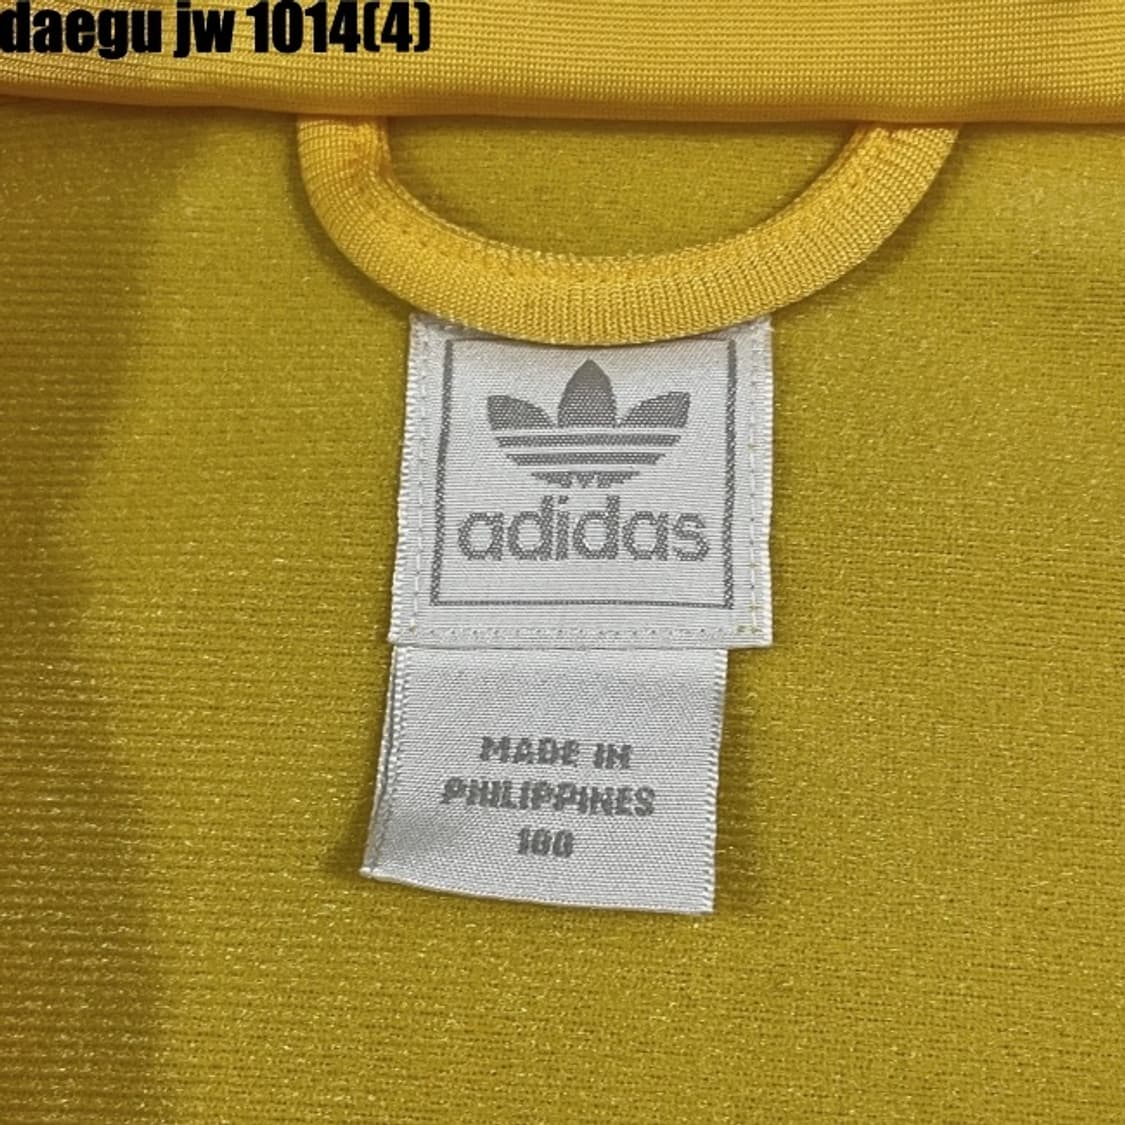 daegu jw 1014(4)
adidas
MADE IN
PHILIPPINES
100